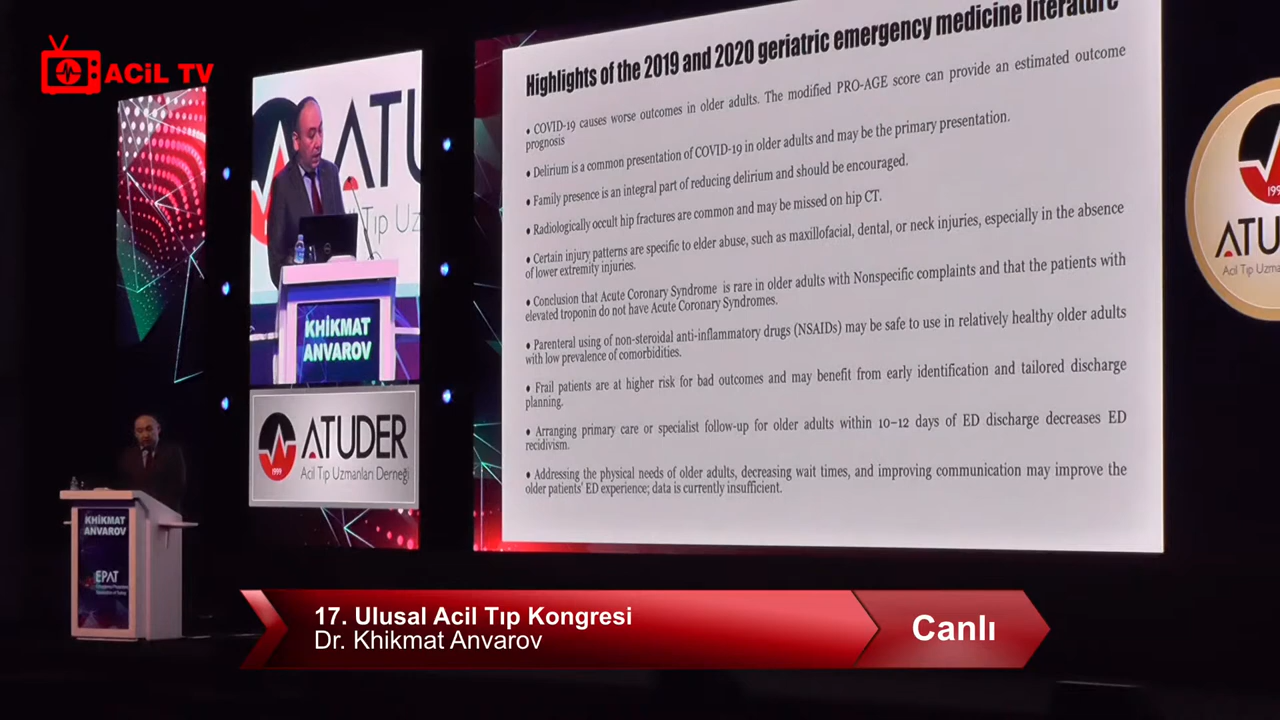 ACiL TV
Highlights of the 2019 and 2020 geriatric emergency medicine literature
• COVID-19 causes worse outcomes in older adults. The modified PRO-AGE score can provide an estimated outcome
prognosis
• Delirium is a common presentation of COVID-19 in older adults and may be the primary presentation.
• Family presence is an integral part of reducing delirium and should be encouraged.
• Radiologically occult hip fractures are common and may be missed on hip CT.
• Certain injury patterns are specific to elder abuse, such as maxillofacial, dental, or neck injuries, especially in the absence
of lower extremity injuries.
• Conclusion that Acute Coronary Syndrome is rare in older adults with Nonspecific complaints and that the patients with
elevated troponin do not have Acute Coronary Syndromes.
• Parenteral using of non-steroidal anti-inflammatory drugs (NSAIDs) may be safe to use in relatively healthy older adults
with low prevalence of comorbidities.
• Frail patients are at higher risk for bad outcomes and may benefit from early identification and tailored discharge
planning.
• Arranging primary care or specialist follow-up for older adults within 10–12 days of ED discharge decreases ED
recidivism.
• Addressing the physical needs of older adults, decreasing wait times, and improving communication may improve the
older patients' ED experience; data is currently insufficient.
ATUD
Tıp Uz
KHİKMAT
ANVAROV
1999
ATUDER
Acil Tıp Uzmanları Derneği
199
ATU
Acil Tıp Uzma
KHİKMAT
ANVAROV
EPAT
17. Ulusal Acil Tıp Kongresi
Dr. Khikmat Anvarov
Canlı